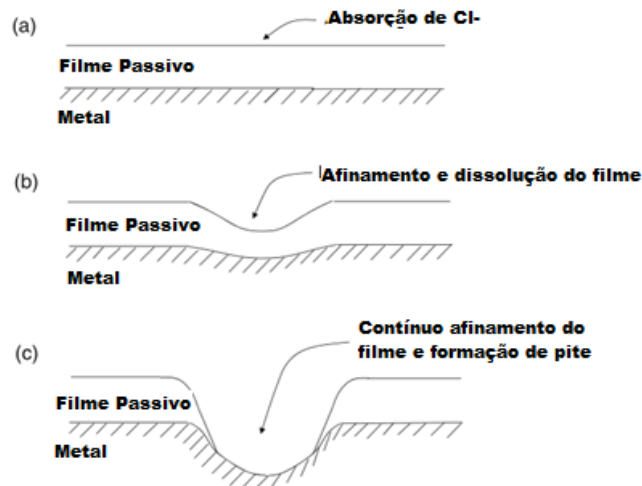 (a)
Absorção de Cl-
Filme Passivo
Metal
(b)
Afinamento e dissolução do filme
Filme Passivo
Metal
(c)
Contínuo afinamento do
filme e formação de pite
Filme Passivo
Metal